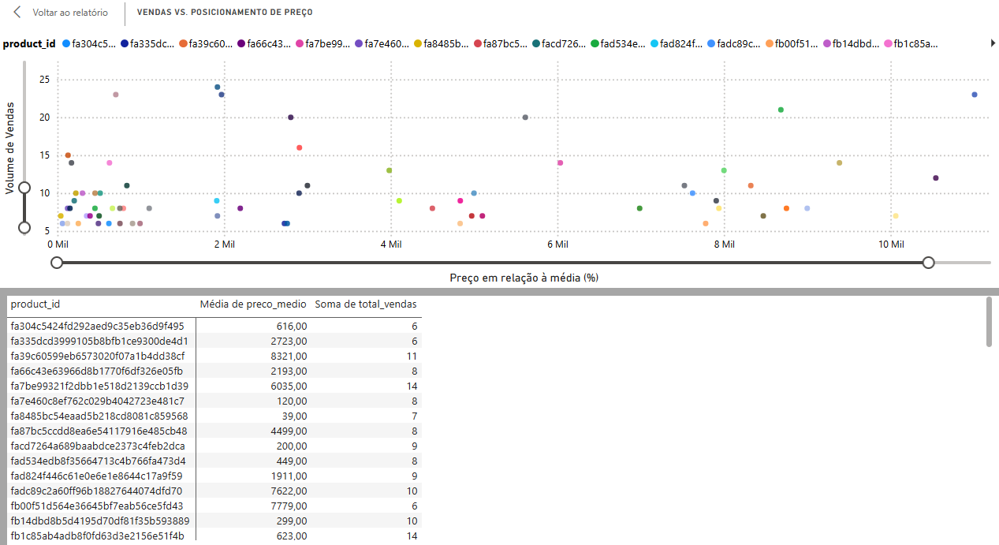 Voltar ao relatório VENDAS VS. POSICIONAMENTO DE PREÇO
product_id fa304c5... fa335dc... fa39c60... fa66c43... fa7be99... fa7e460... fa8485b... fa87bc5... facd726... fad534e... fad824f... fadc89c... fb00f51... fb14dbd... fb1c85a...
Volume de Vendas
25
20
15
10
5
0 Mil 2 Mil 4 Mil 6 Mil 8 Mil 10 Mil
Preço em relação à média (%)
product_id Média de preco_medio Soma de total_vendas
fa304c5424fd292aed9c35eb36d9f495 616,00 6
fa335dcd3999105b8bfb1ce9300de4d1 2723,00 6
fa39c60599eb6573020f07a1b4dd38cf 8321,00 11
fa66c43e63966d8b1770f6df326e05fb 2193,00 8
fa7be99321f2dbb1e518d2139ccb1d39 6035,00 14
fa7e460c8ef762c029b4042723e481c7 120,00 8
fa8485bc54eaad5b218cd8081c859568 39,00 7
fa87bc5ccdd8ea6e54117916e485cb48 4499,00 8
facd7264a689baabdce2373c4feb2dca 200,00 9
fad534edb8f35664713c4b766fa473d4 449,00 8
fad824f446c61e0e6e1e8644c17a9f59 1911,00 9
fadc89c2a60ff96b18827644074dfd70 7622,00 10
fb00f51d564e36645bf7eab56ce5fd43 7779,00 6
fb14dbd8b5d4195d70df81f35b593889 299,00 10
fb1c85ab4adb8f0fd63d3e2156e51f4b 623,00 14